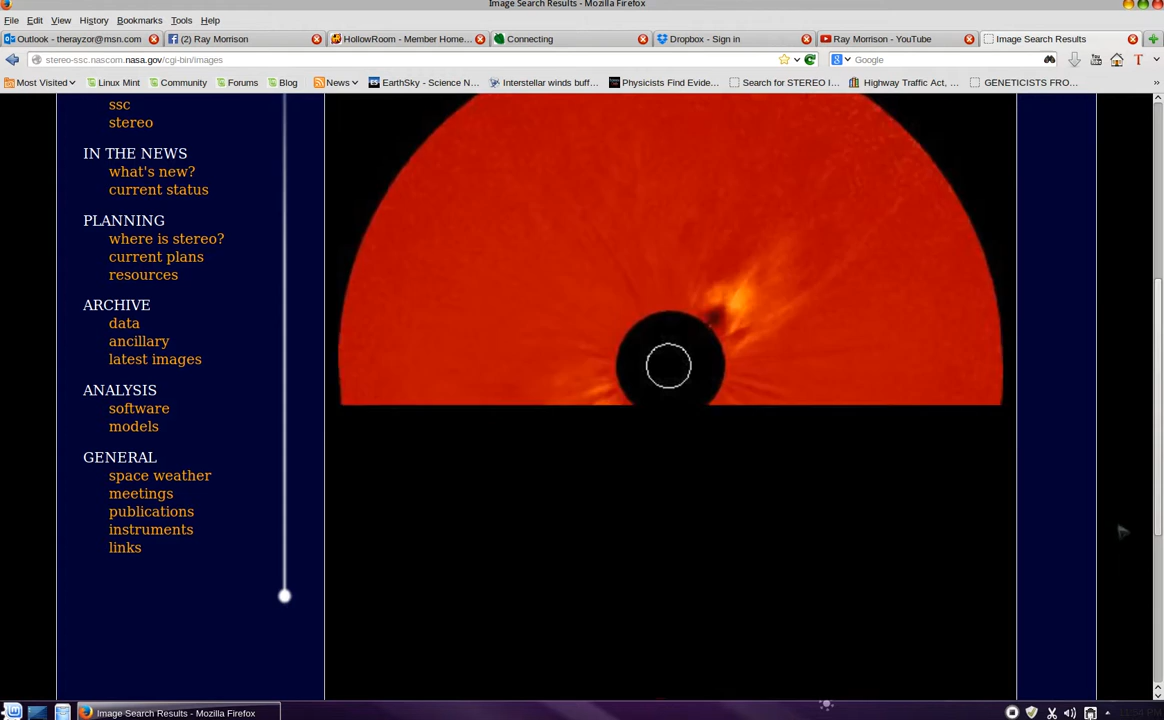 Image Search Results - Mozilla Firefox
File Edit View History Bookmarks Tools Help
Outlook - therayzor@msn.com (2) Ray Morrison HollowRoom - Member Home... Connecting Dropbox - Sign in Ray Morrison - YouTube Image Search Results
stereo-ssc.nascom.nasa.gov/cgi-bin/images Google
Most Visited Linux Mint Community Forums Blog News EarthSky - Science N... Interstellar winds buff... Physicists Find Evide... Search for STEREO I... Highway Traffic Act, ... GENETICISTS FRO...
ssc
stereo
IN THE NEWS
what's new?
current status
PLANNING
where is stereo?
current plans
resources
ARCHIVE
data
ancillary
latest images
ANALYSIS
software
models
GENERAL
space weather
meetings
publications
instruments
links
Image Search Results - Mozilla Firefox